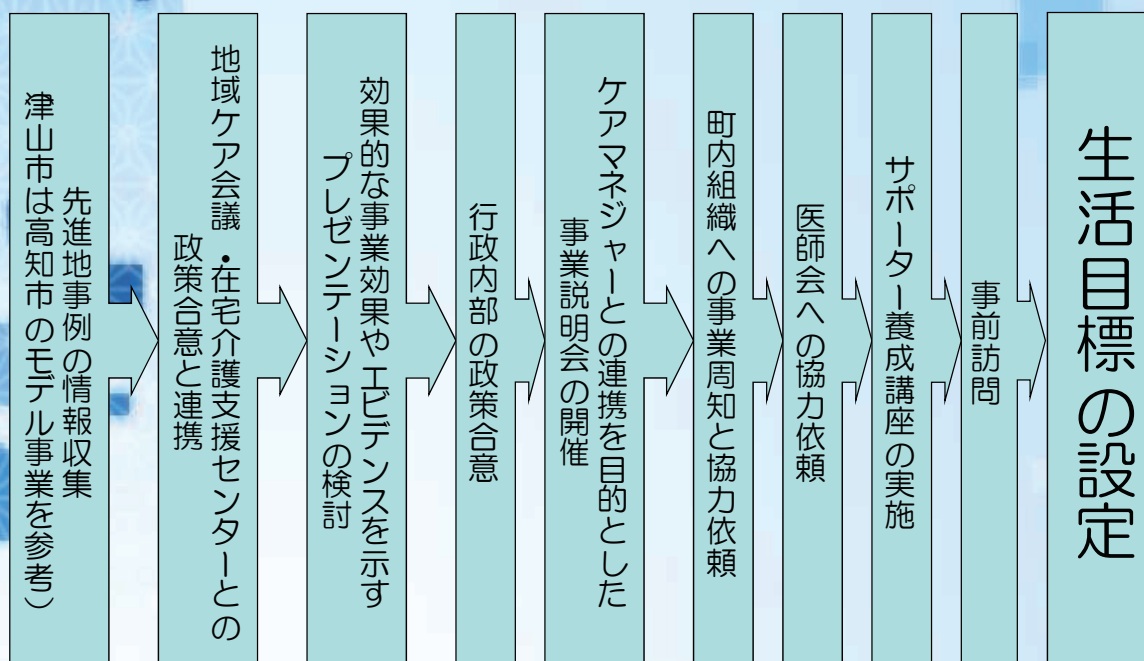 先進地事例の情報収集
津山市は高知市のモデル事業を参考）
地域ケア会議・在宅介護支援センターとの
政策合意と連携
効果的な事業効果やエビデンスを示す
プレゼンテーションの検討
行政内部の政策合意
ケアマネジャーとの連携を目的とした
事業説明会の開催
町内組織への事業周知と協力依頼
医師会への協力依頼
サポーター養成講座の実施
事前訪問
生活目標の設定